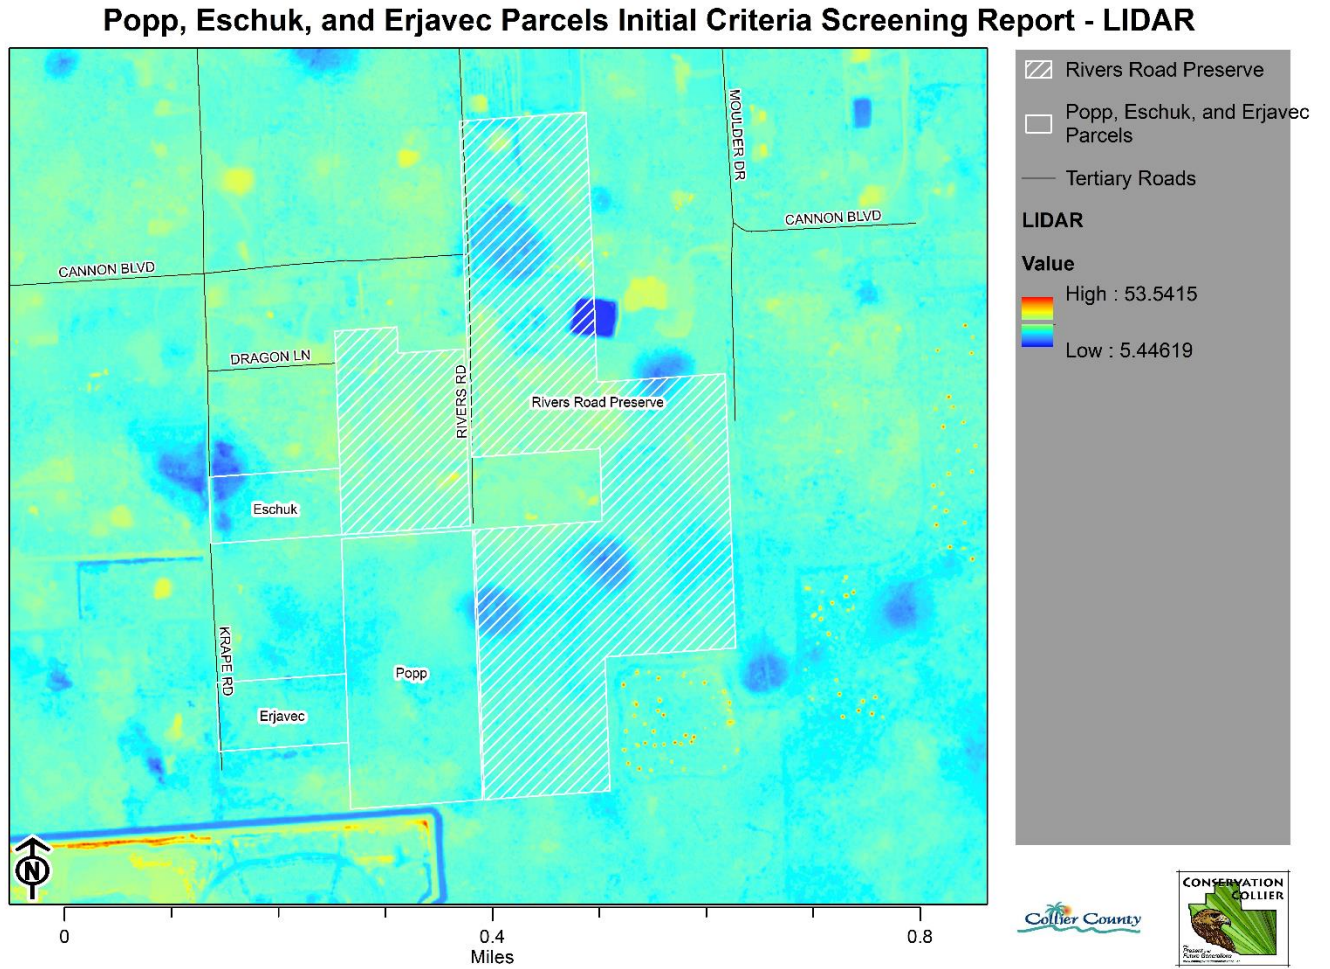 Popp, Eschuk, and Erjavec Parcels Initial Criteria Screening Report - LIDAR
MOULDER DR
CANNON BLVD
CANNON BLVD
DRAGON LN
RIVERS RD
Rivers Road Preserve
Eschuk
KRAPE RD
Popp
Erjavec
N
0
0.4
0.8
Miles
Rivers Road Preserve
Popp, Eschuk, and Erjavec
Parcels
Tertiary Roads
LIDAR
Value
High : 53.5415
Low : 5.44619
Collier County
CONSERVATION
COLLIER